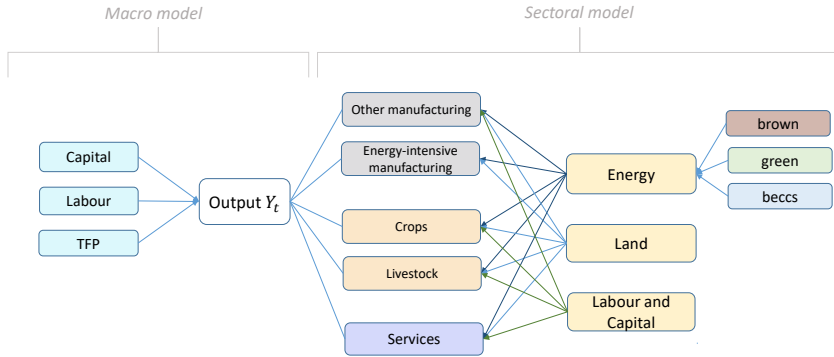 Macro model
Sectoral model
Capital
Labour
TFP
Output Yₜ
Other manufacturing
Energy-intensive
manufacturing
Crops
Livestock
Services
Energy
Land
Labour and
Capital
brown
green
beccs